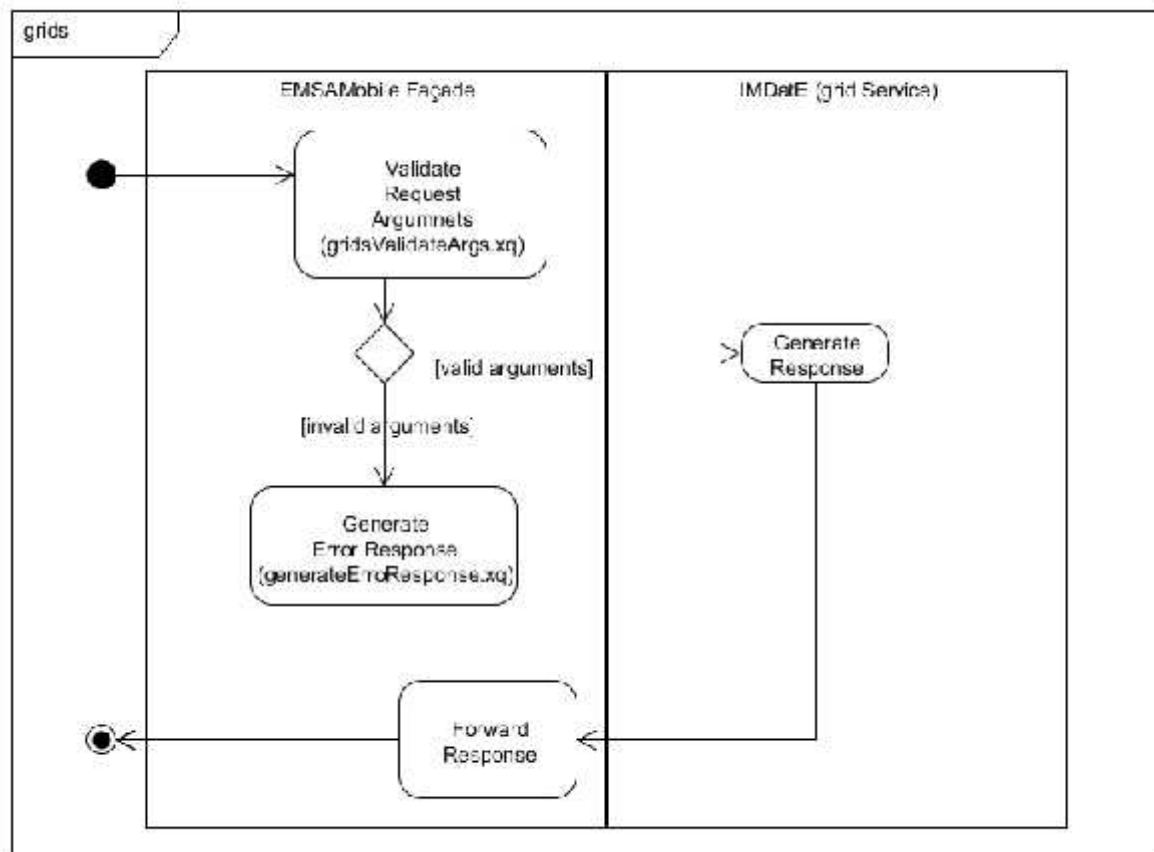 grids
EMSAMobile Façade
IMDatE (grid Service)
Validate
Request
Argumnets
(gridsValidateArgs.xq)
[valid arguments]
Generate
Response
[invalid arguments]
Generate
Error Response
(generateErroResponse.xq)
Forward
Response